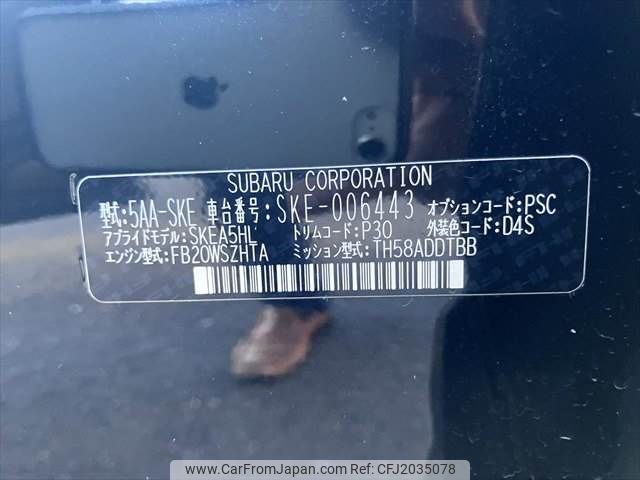 SUBARU CORPORATION
型式:5AA-SKE 車台番号:SKE-006443 オプションコード:PSC
アプライドモデル:SKEA5HL トリムコード:P30 外装色コード:D4S
エンジン型式:FB20WSZHTA ミッション型式:TH58ADDTBB
www.CarFromJapan.com | CFJ2035078